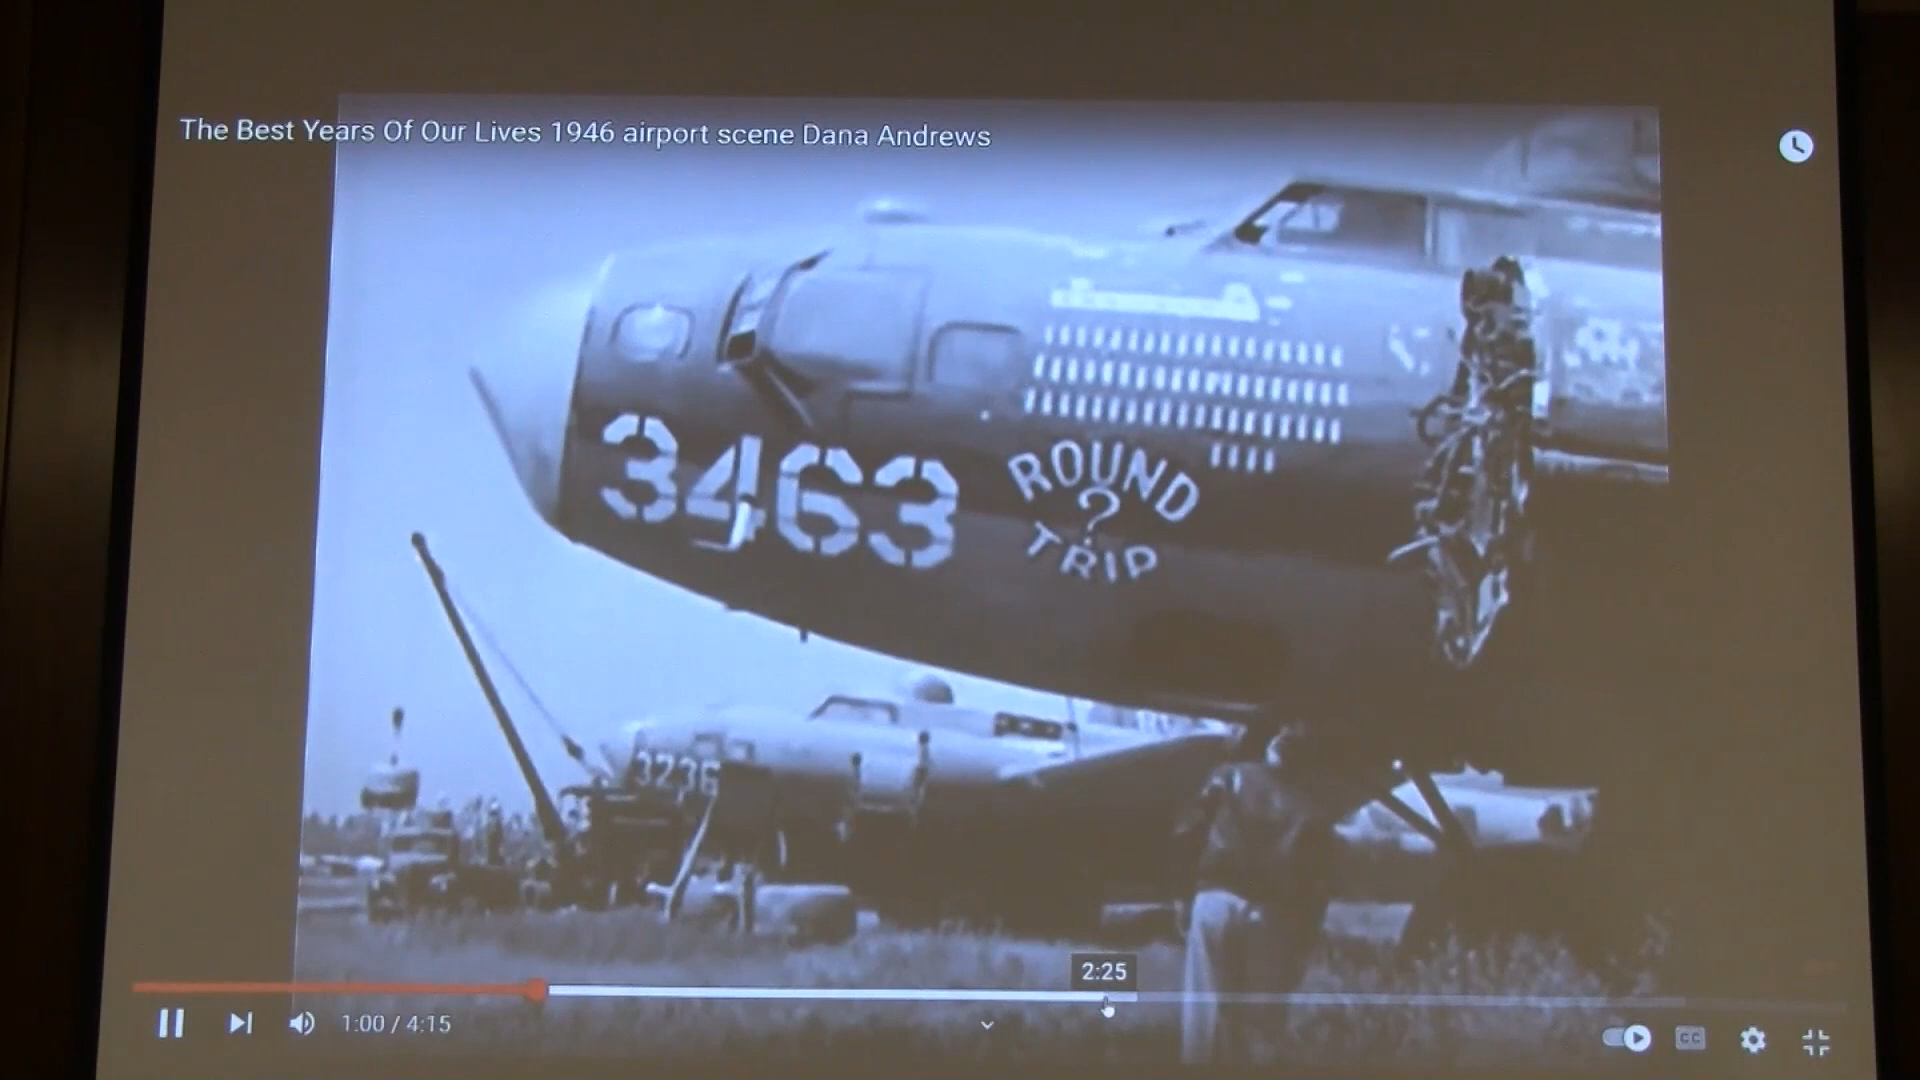 The Best Years Of Our Lives 1946 airport scene Dana Andrews
3463
ROUND
?
TRIP
3236
2:25
1:00 / 4:15
CC